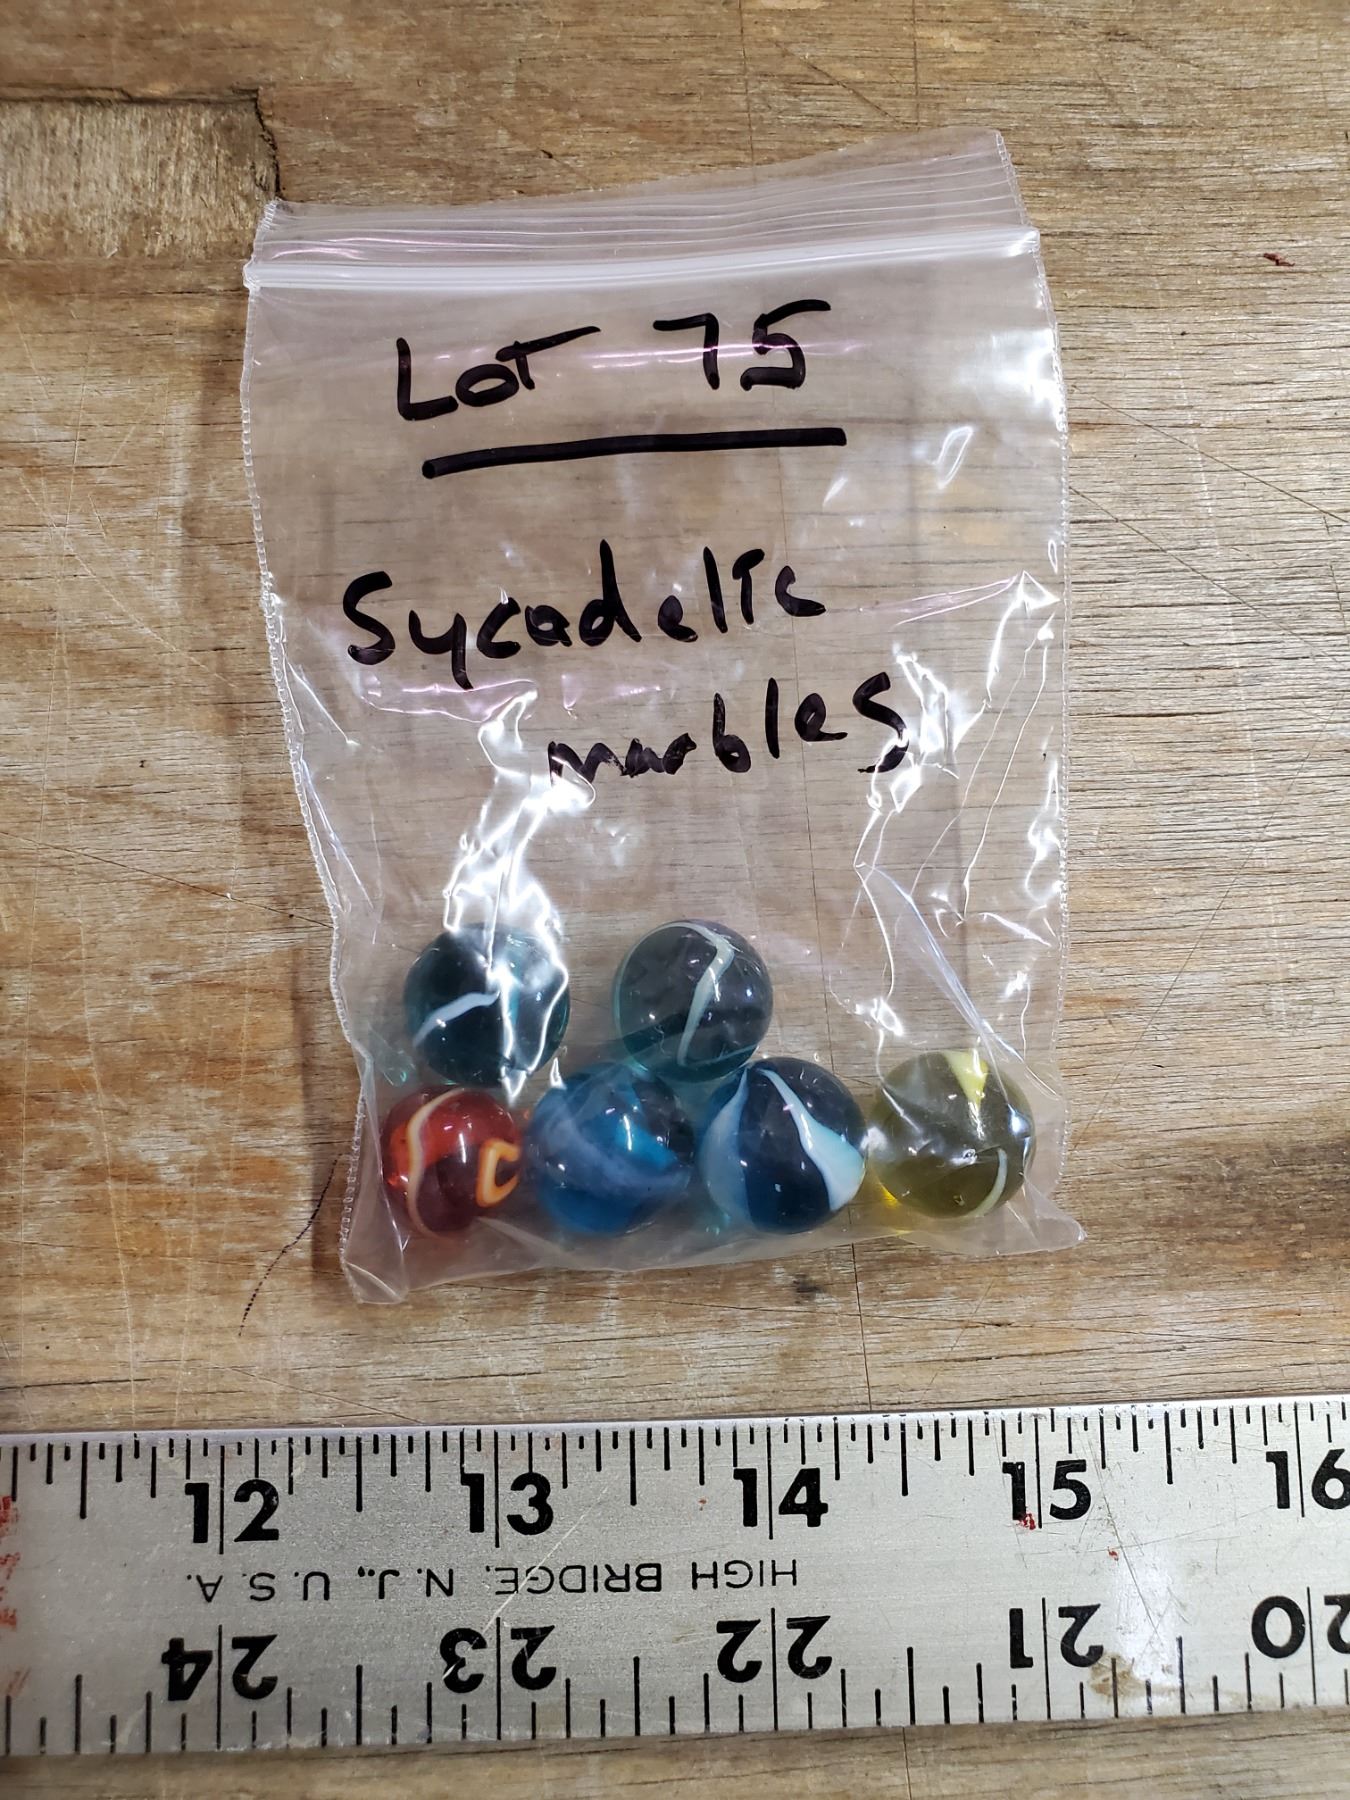 LOT 75
Sycadelic
marbles
12 13 14 15 16
HIGH BRIDGE, N.J., U.S.A.
20 21 22 23 24